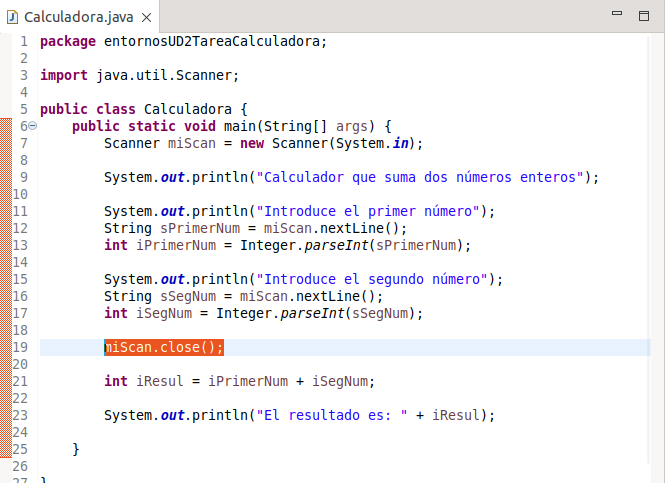 Calculadora.java
1 package entornosUD2TareaCalculadora;
2
3 import java.util.Scanner;
4
5 public class Calculadora {
6 public static void main(String[] args) {
7 Scanner miScan = new Scanner(System.in);
8
9 System.out.println("Calculador que suma dos números enteros");
10
11 System.out.println("Introduce el primer número");
12 String sPrimerNum = miScan.nextLine();
13 int iPrimerNum = Integer.parseInt(sPrimerNum);
14
15 System.out.println("Introduce el segundo número");
16 String sSegNum = miScan.nextLine();
17 int iSegNum = Integer.parseInt(sSegNum);
18
19 miScan.close();
20
21 int iResul = iPrimerNum + iSegNum;
22
23 System.out.println("El resultado es: " + iResul);
24
25 }
26
27 }